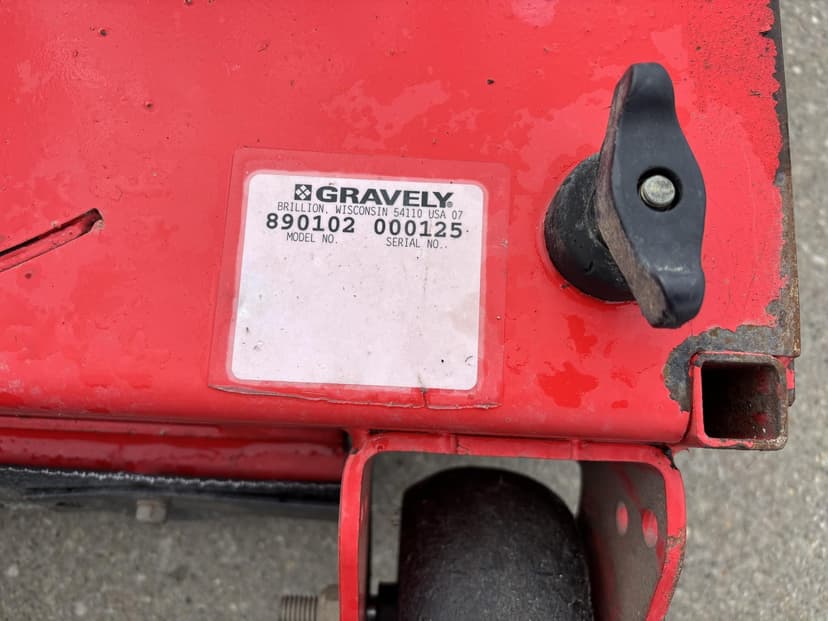 GRAVELY®
BRILLION, WISCONSIN 54110 USA 07
890102 000125
MODEL NO. SERIAL NO.